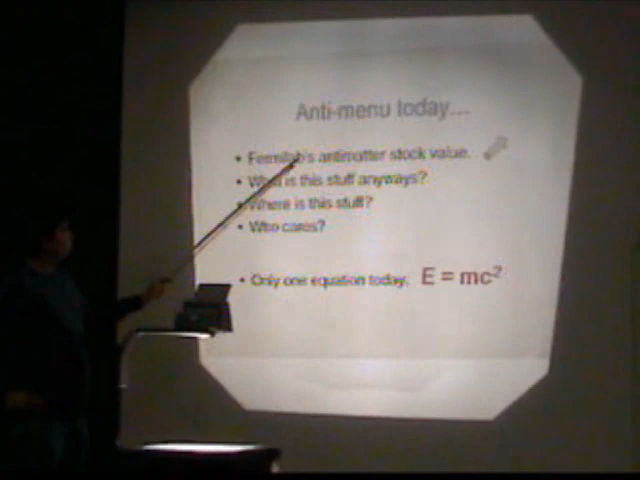 Anti-menu today...
• Fermilab's antimatter stock value.
• What is this stuff anyways?
• Where is this stuff?
• Who cares?
• Only one equation today: E = mc²